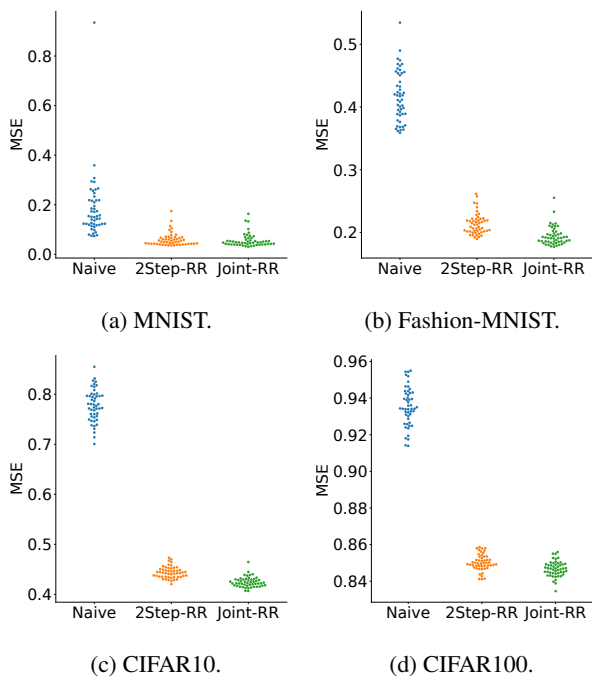 0.8
0.6
0.4
0.2
0.0
MSE
Naive 2Step-RR Joint-RR
(a) MNIST.
0.5
0.4
0.3
0.2
MSE
Naive 2Step-RR Joint-RR
(b) Fashion-MNIST.
0.8
0.7
0.6
0.5
0.4
MSE
Naive 2Step-RR Joint-RR
(c) CIFAR10.
0.96
0.94
0.92
0.90
0.88
0.86
0.84
MSE
Naive 2Step-RR Joint-RR
(d) CIFAR100.